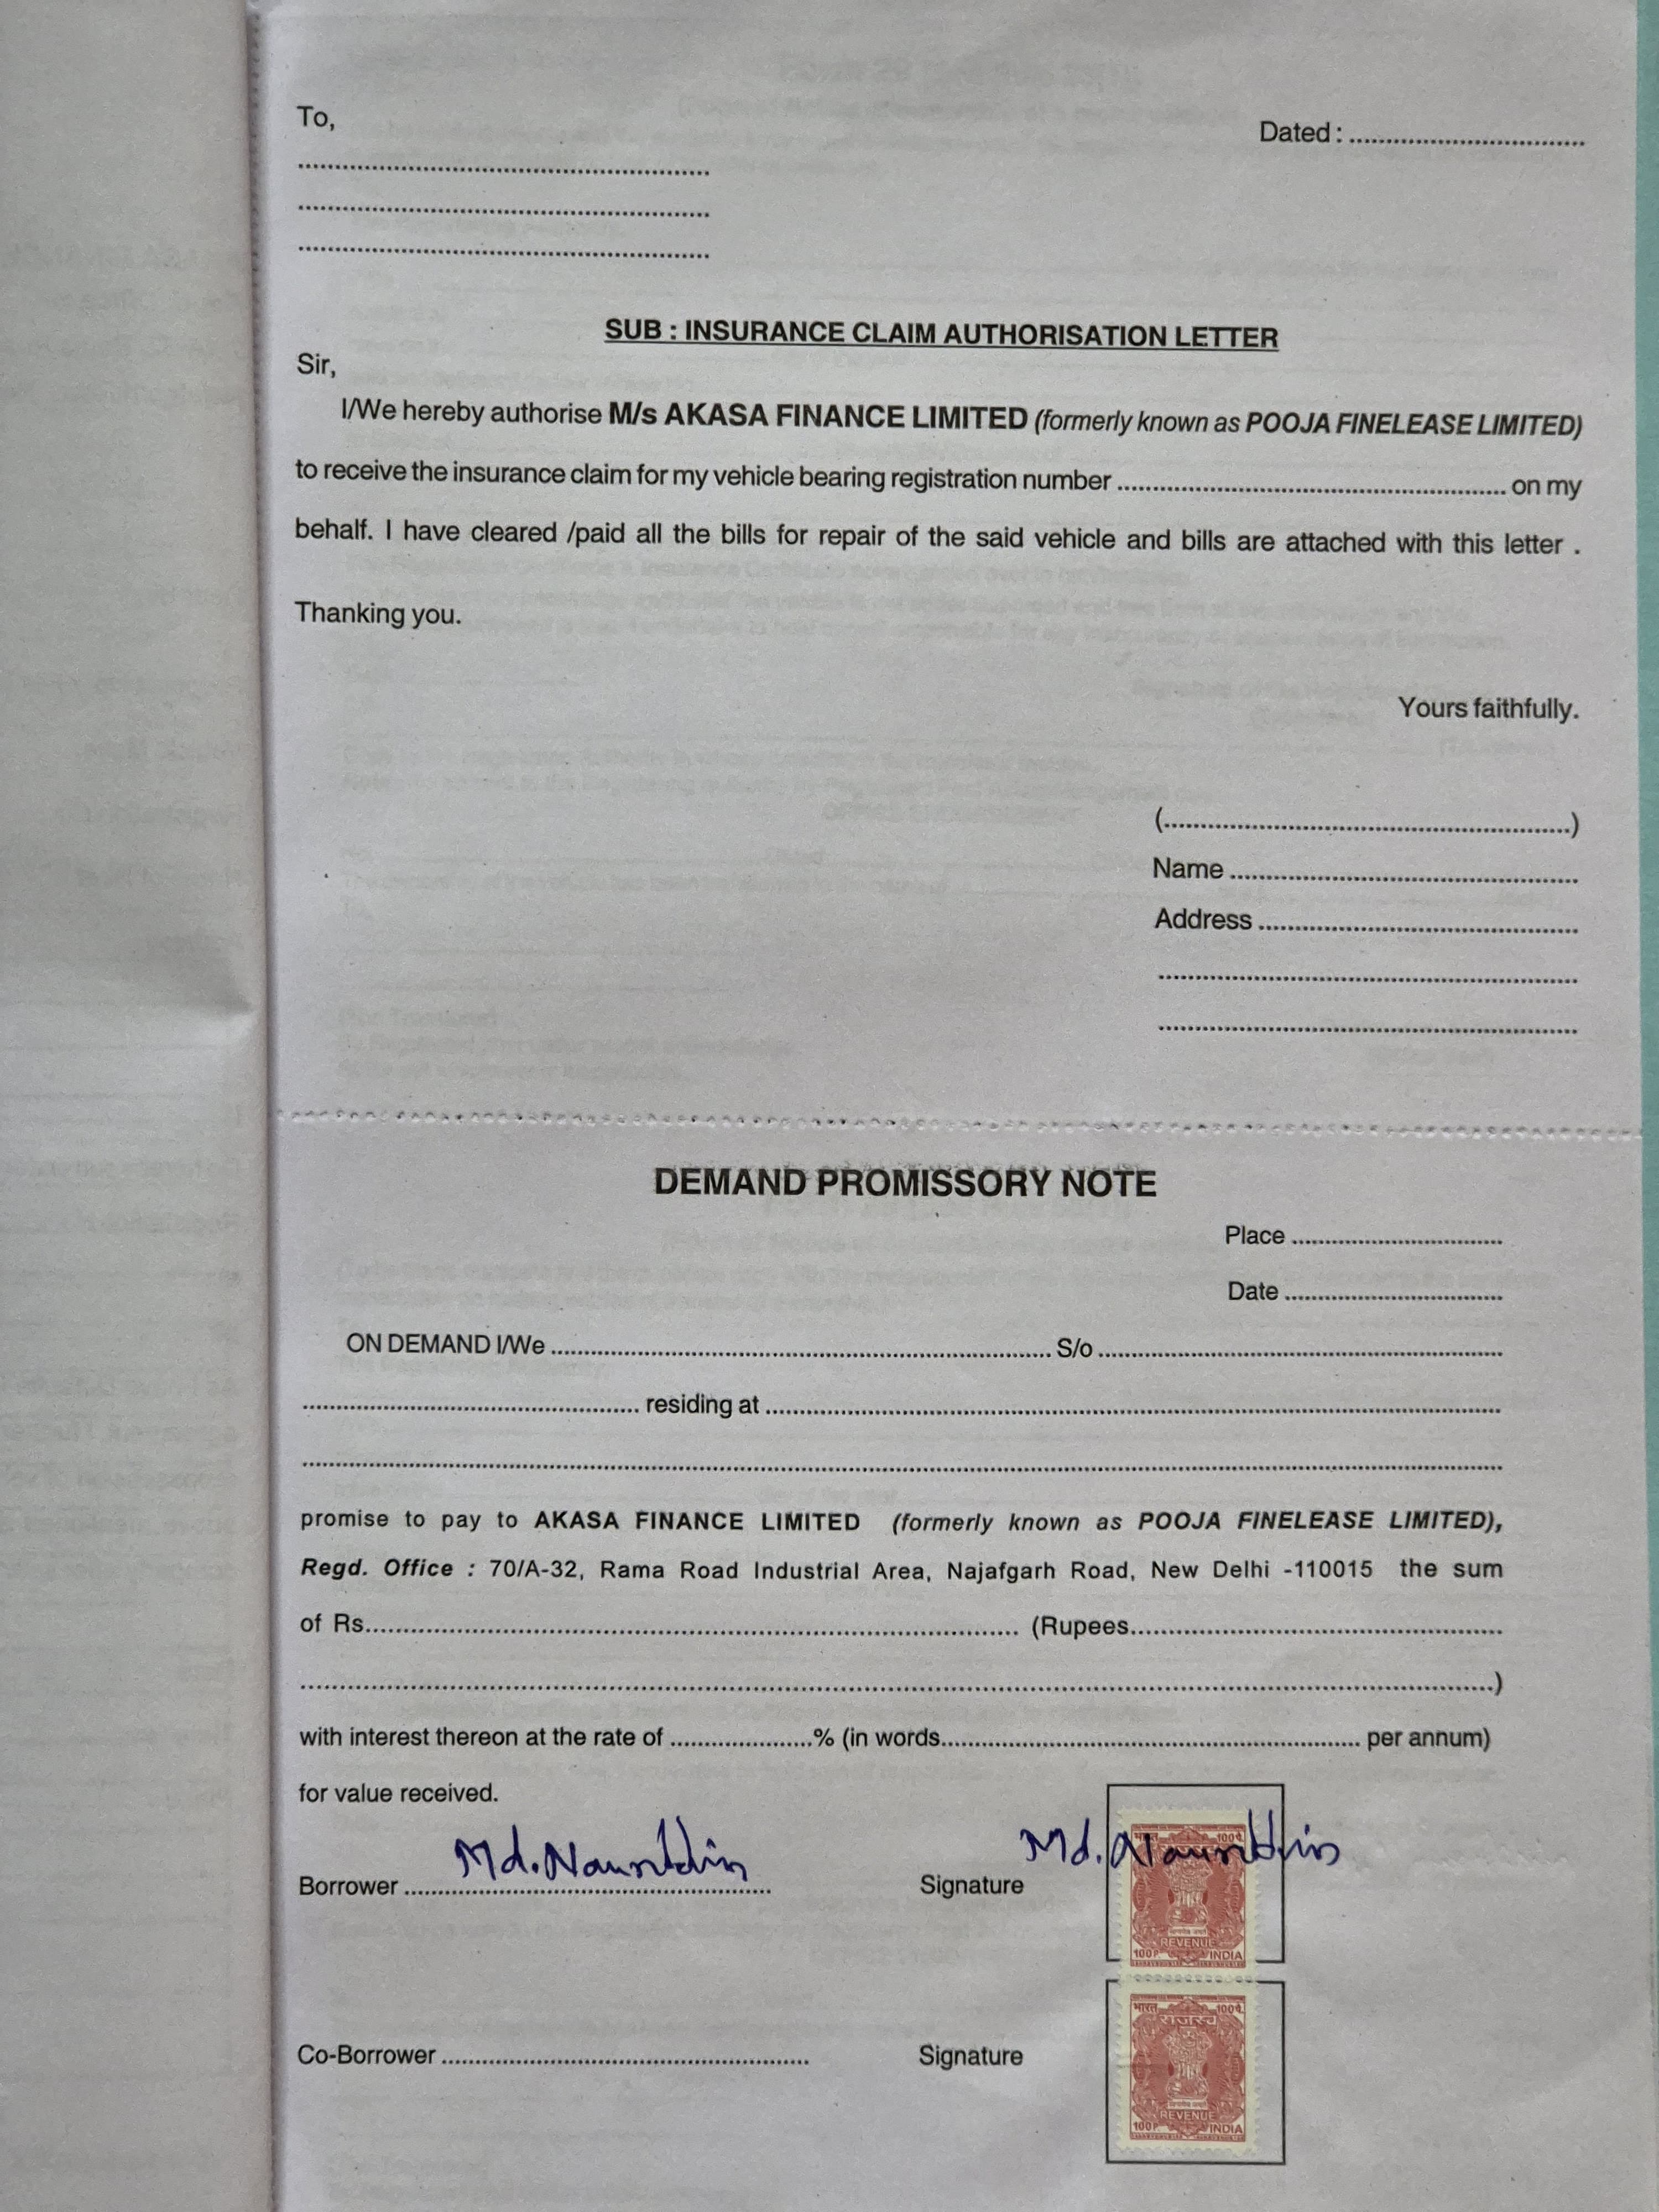 To,
Dated : ........................................
......................................................................
......................................................................
......................................................................
SUB : INSURANCE CLAIM AUTHORISATION LETTER
Sir,
I/We hereby authorise M/s AKASA FINANCE LIMITED (formerly known as POOJA FINELEASE LIMITED)
to receive the insurance claim for my vehicle bearing registration number .................................................................. on my
behalf. I have cleared /paid all the bills for repair of the said vehicle and bills are attached with this letter .
Thanking you.
Yours faithfully.
(......................................................................)
Name ............................................................
Address .......................................................
......................................................................
......................................................................
DEMAND PROMISSORY NOTE
Place ....................................
Date .....................................
ON DEMAND I/We ..................................................................................... S/o .....................................................................
......................................................... residing at .............................................................................................................................
............................................................................................................................................................................................................
promise to pay to AKASA FINANCE LIMITED (formerly known as POOJA FINELEASE LIMITED),
Regd. Office : 70/A-32, Rama Road Industrial Area, Najafgarh Road, New Delhi -110015 the sum
of Rs............................................................................................................... (Rupees...............................................................
...........................................................................................................................................................................................................)
with interest thereon at the rate of ........................% (in words....................................................................... per annum)
for value received.
Borrower .............................................................. Signature
भारत 100प.
REVENUE
100P. INDIA
भारत 100प.
राजस्व
Co-Borrower .............................................................. Signature
REVENUE
100P. INDIA